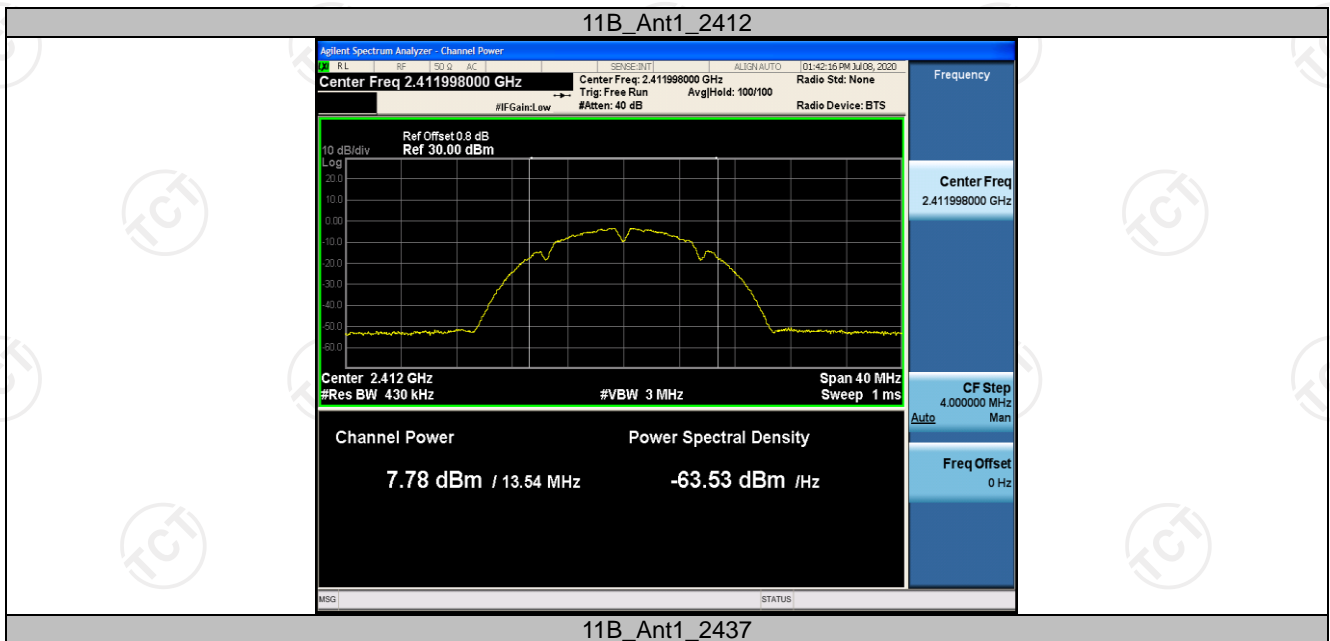 11B_Ant1_2412
Agilent Spectrum Analyzer - Channel Power
LXI RL RF 50 Ω AC SENSE:INT ALIGNAUTO 01:42:16 PM Jul 08, 2020
Center Freq 2.411998000 GHz
#IFGain:Low
Center Freq: 2.411998000 GHz
Trig: Free Run Avg|Hold: 100/100
#Atten: 40 dB
Radio Std: None
Radio Device: BTS
Frequency
Ref Offset 0.8 dB
10 dB/div Ref 30.00 dBm
Log
20.0
10.0
0.00
-10.0
-20.0
-30.0
-40.0
-50.0
-60.0
Center 2.412 GHz Span 40 MHz
#Res BW 430 kHz #VBW 3 MHz Sweep 1 ms
Channel Power Power Spectral Density
7.78 dBm / 13.54 MHz -63.53 dBm /Hz
Center Freq
2.411998000 GHz
CF Step
4.000000 MHz
Auto Man
Freq Offset
0 Hz
MSG STATUS
11B_Ant1_2437
TCT
TCT
TCT
TCT